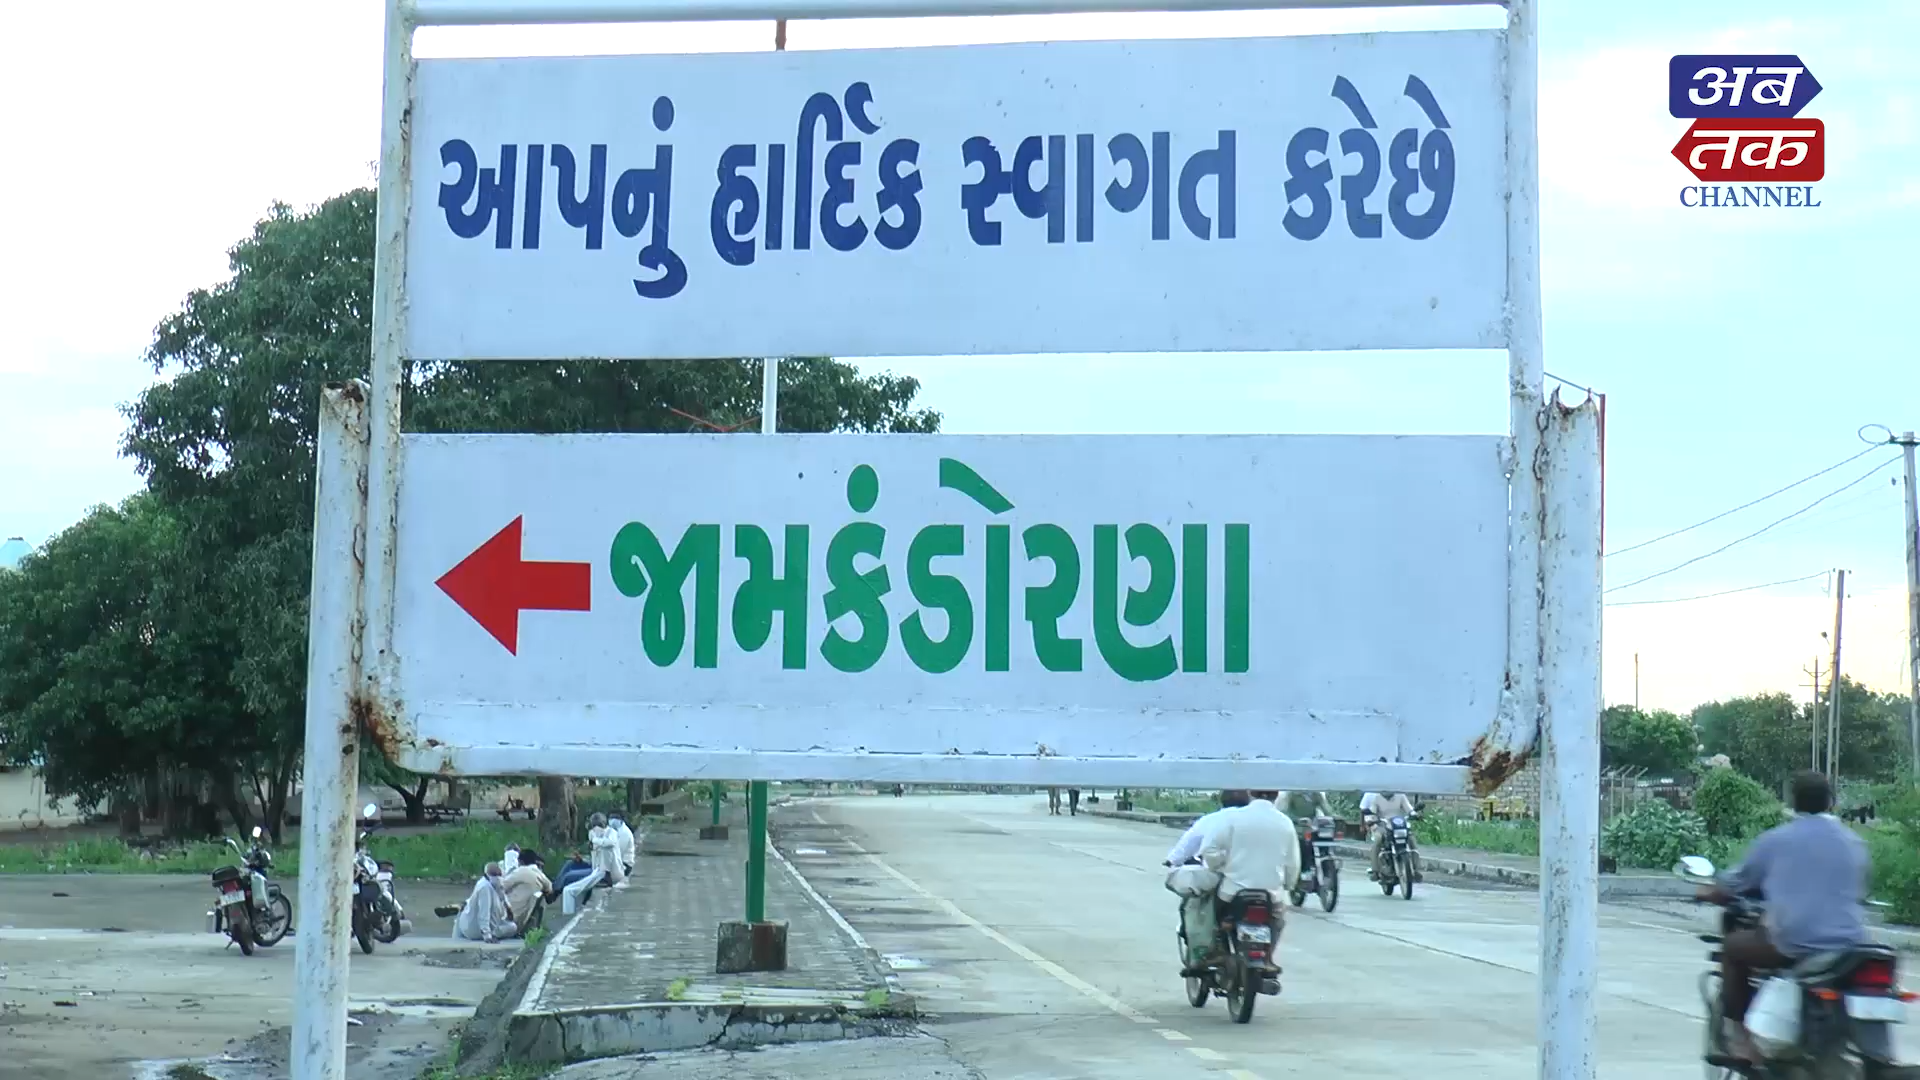 આપનું હાર્દિક સ્વાગત કરેછે
જામકંડોરણા
अब
तक
CHANNEL